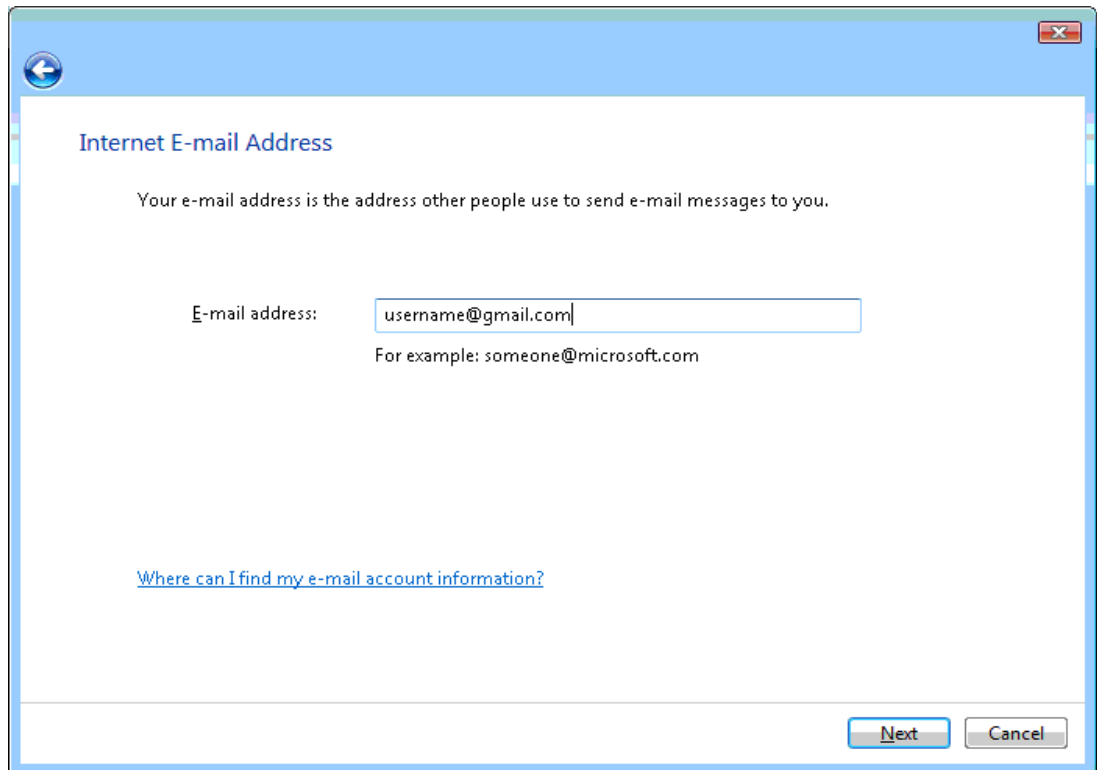 Internet E-mail Address
Your e-mail address is the address other people use to send e-mail messages to you.
E-mail address: username@gmail.com
For example: someone@microsoft.com
Where can I find my e-mail account information?
Next Cancel